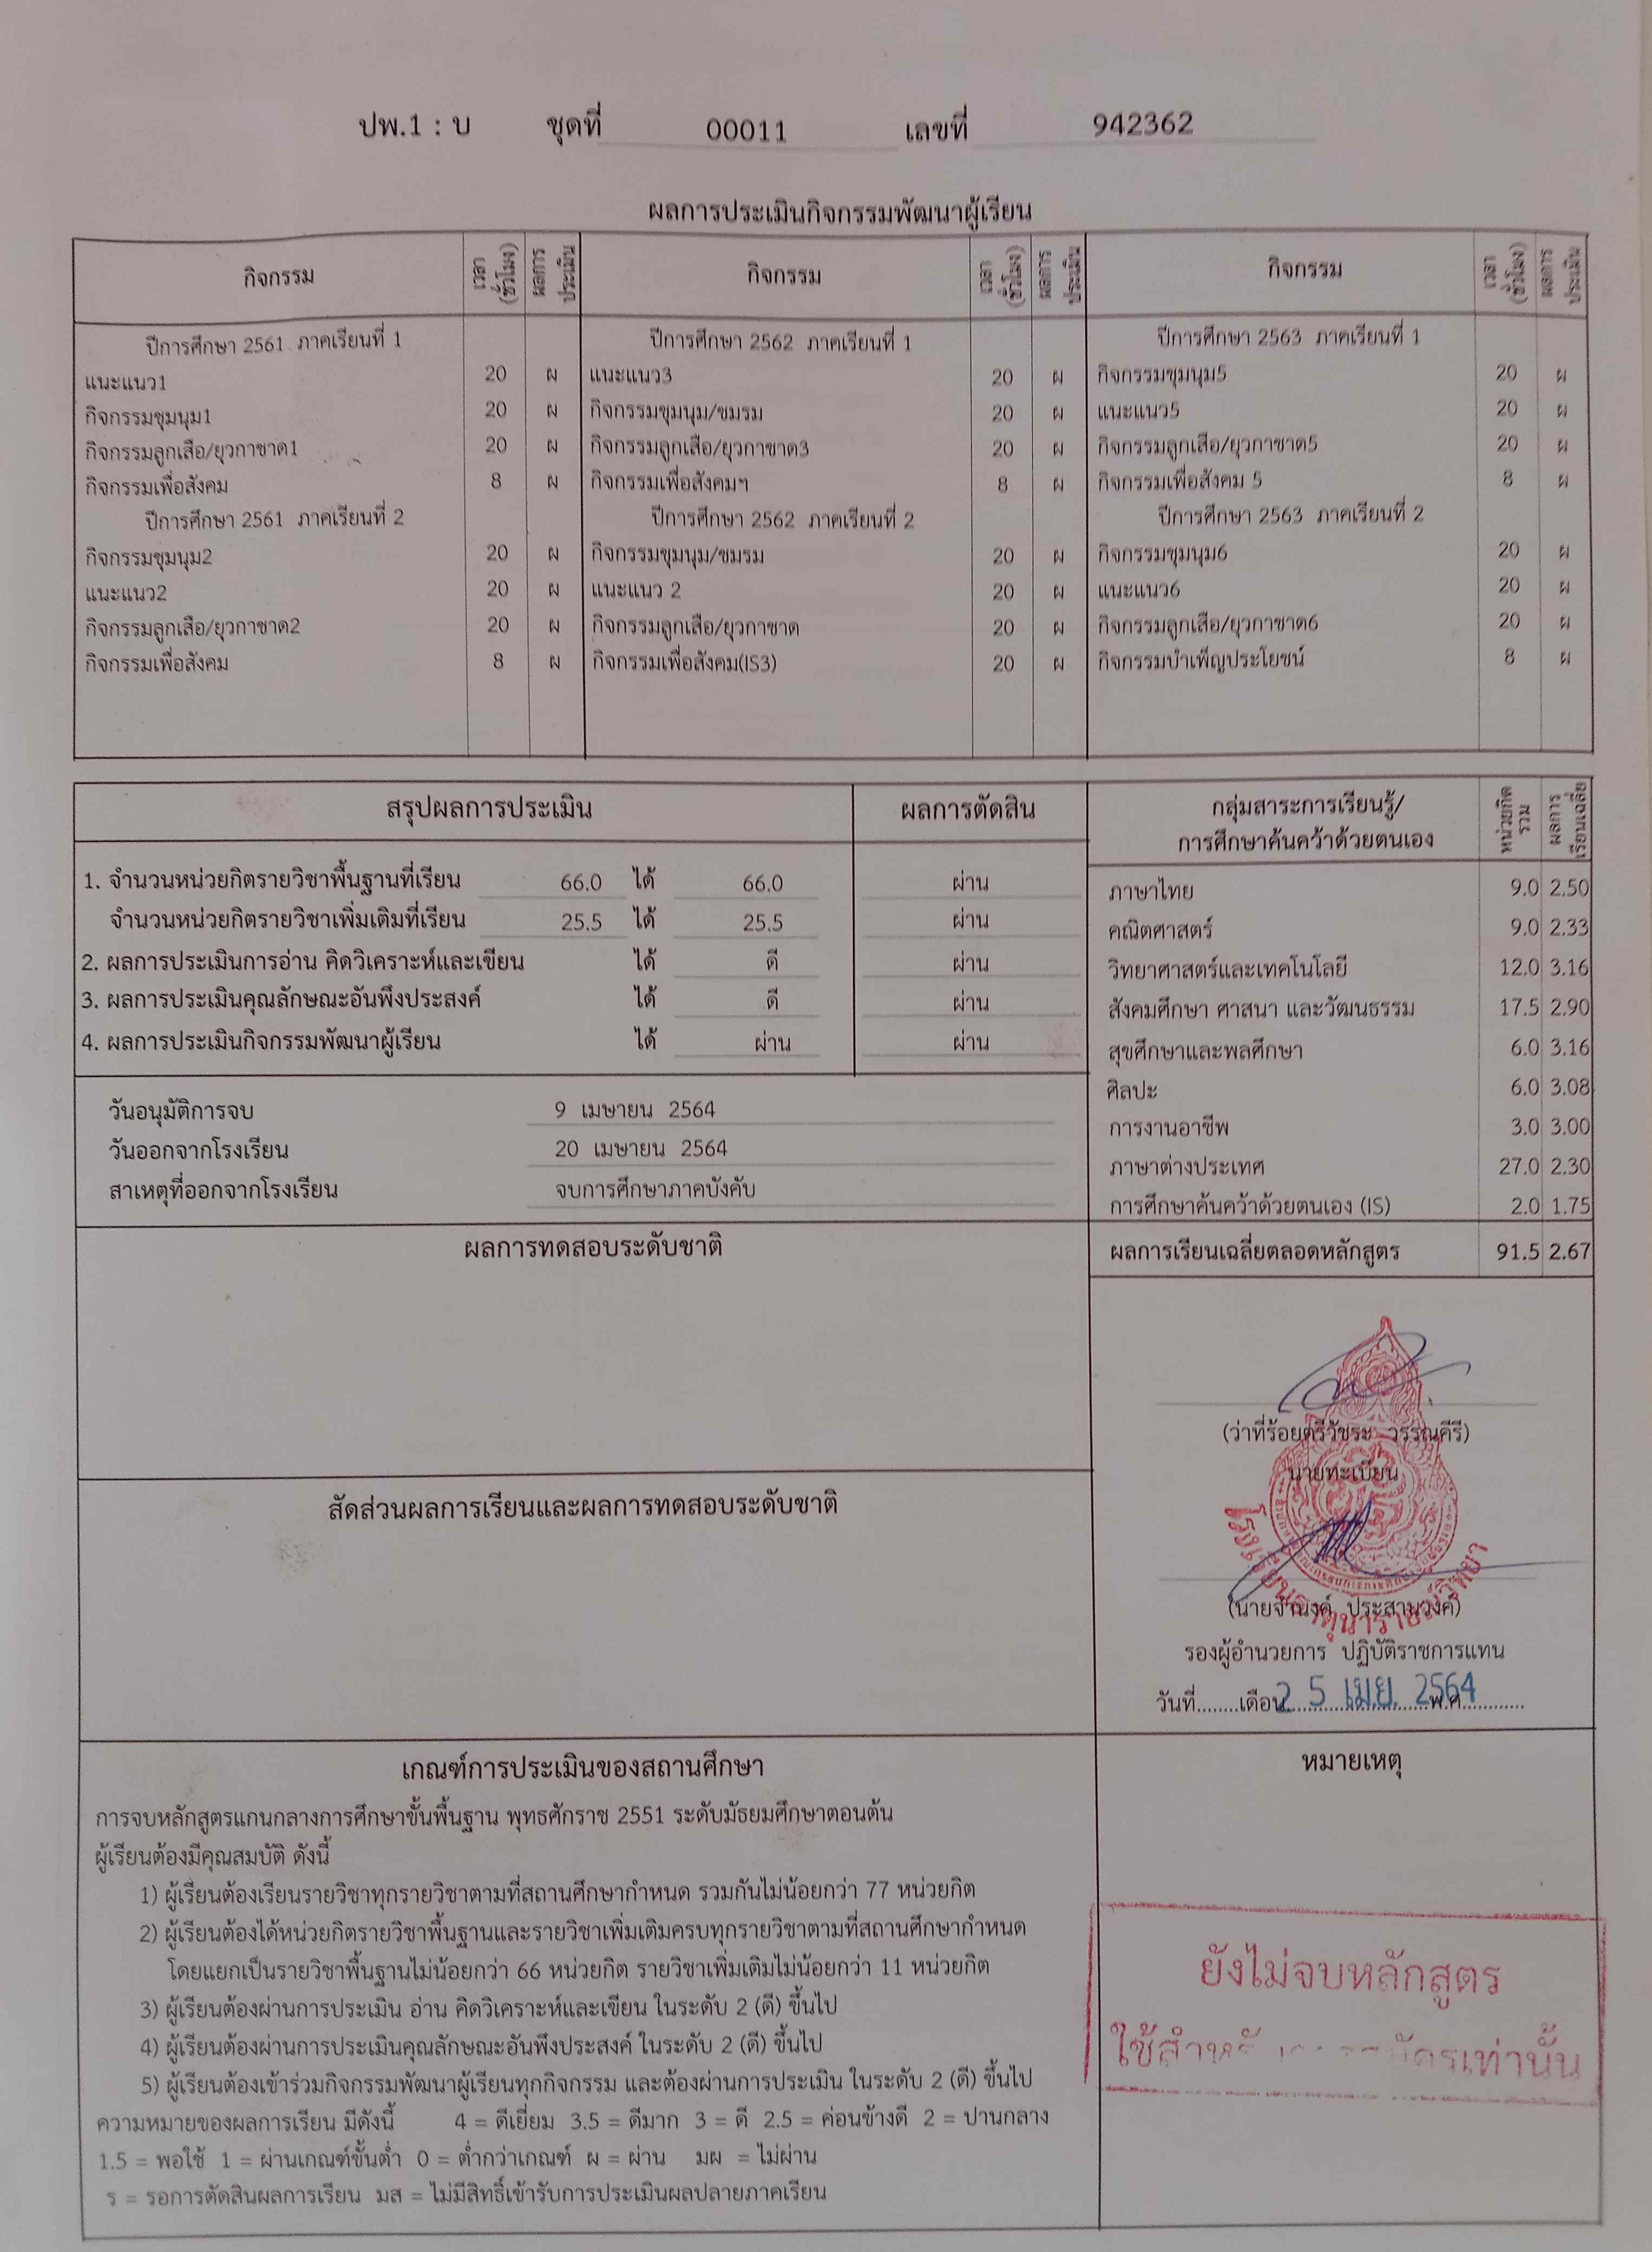 ปพ.1 : บ ชุดที่ 00011 เลขที่ 942362
ผลการประเมินกิจกรรมพัฒนาผู้เรียน
กิจกรรม เวลา (ชั่วโมง) ผลการ ประเมิน กิจกรรม เวลา (ชั่วโมง) ผลการ ประเมิน กิจกรรม เวลา (ชั่วโมง) ผลการ ประเมิน
ปีการศึกษา 2561 ภาคเรียนที่ 1 ปีการศึกษา 2562 ภาคเรียนที่ 1 ปีการศึกษา 2563 ภาคเรียนที่ 1
แนะแนว1 20 ผ แนะแนว3 20 ผ กิจกรรมชุมนุม5 20 ผ
กิจกรรมชุมนุม1 20 ผ กิจกรรมชุมนุม/ชมรม 20 ผ แนะแนว5 20 ผ
กิจกรรมลูกเสือ/ยุวกาชาด1 20 ผ กิจกรรมลูกเสือ/ยุวกาชาด3 20 ผ กิจกรรมลูกเสือ/ยุวกาชาด5 20 ผ
กิจกรรมเพื่อสังคม 8 ผ กิจกรรมเพื่อสังคมฯ 8 ผ กิจกรรมเพื่อสังคม 5 8 ผ
ปีการศึกษา 2561 ภาคเรียนที่ 2 ปีการศึกษา 2562 ภาคเรียนที่ 2 ปีการศึกษา 2563 ภาคเรียนที่ 2
กิจกรรมชุมนุม2 20 ผ กิจกรรมชุมนุม/ชมรม 20 ผ กิจกรรมชุมนุม6 20 ผ
แนะแนว2 20 ผ แนะแนว 2 20 ผ แนะแนว6 20 ผ
กิจกรรมลูกเสือ/ยุวกาชาด2 20 ผ กิจกรรมลูกเสือ/ยุวกาชาด 20 ผ กิจกรรมลูกเสือ/ยุวกาชาด6 20 ผ
กิจกรรมเพื่อสังคม 8 ผ กิจกรรมเพื่อสังคม(IS3) 20 ผ กิจกรรมบำเพ็ญประโยชน์ 8 ผ
สรุปผลการประเมิน ผลการตัดสิน
1. จำนวนหน่วยกิตรายวิชาพื้นฐานที่เรียน 66.0 ได้ 66.0 ผ่าน
จำนวนหน่วยกิตรายวิชาเพิ่มเติมที่เรียน 25.5 ได้ 25.5 ผ่าน
2. ผลการประเมินการอ่าน คิดวิเคราะห์และเขียน ได้ ดี ผ่าน
3. ผลการประเมินคุณลักษณะอันพึงประสงค์ ได้ ดี ผ่าน
4. ผลการประเมินกิจกรรมพัฒนาผู้เรียน ได้ ผ่าน ผ่าน
วันอนุมัติการจบ 9 เมษายน 2564
วันออกจากโรงเรียน 20 เมษายน 2564
สาเหตุที่ออกจากโรงเรียน จบการศึกษาภาคบังคับ
กลุ่มสาระการเรียนรู้/ หน่วยกิต รวม ผลการ เรียนเฉลี่ย
การศึกษาค้นคว้าด้วยตนเอง
ภาษาไทย 9.0 2.50
คณิตศาสตร์ 9.0 2.33
วิทยาศาสตร์และเทคโนโลยี 12.0 3.16
สังคมศึกษา ศาสนา และวัฒนธรรม 17.5 2.90
สุขศึกษาและพลศึกษา 6.0 3.16
ศิลปะ 6.0 3.08
การงานอาชีพ 3.0 3.00
ภาษาต่างประเทศ 27.0 2.30
การศึกษาค้นคว้าด้วยตนเอง (IS) 2.0 1.75
ผลการเรียนเฉลี่ยตลอดหลักสูตร 91.5 2.67
ผลการทดสอบระดับชาติ
สัดส่วนผลการเรียนและผลการทดสอบระดับชาติ
(ว่าที่ร้อยตรีวัชระ วรรณคีรี)
นายทะเบียน
(นายจำนงค์ ประสานวงค์)
รองผู้อำนวยการ ปฏิบัติราชการแทน
วันที่........เดือน 25 เม.ย. 2564 พ.ศ............
เกณฑ์การประเมินของสถานศึกษา
การจบหลักสูตรแกนกลางการศึกษาขั้นพื้นฐาน พุทธศักราช 2551 ระดับมัธยมศึกษาตอนต้น
ผู้เรียนต้องมีคุณสมบัติ ดังนี้
1) ผู้เรียนต้องเรียนรายวิชาทุกรายวิชาตามที่สถานศึกษากำหนด รวมกันไม่น้อยกว่า 77 หน่วยกิต
2) ผู้เรียนต้องได้หน่วยกิตรายวิชาพื้นฐานและรายวิชาเพิ่มเติมครบทุกรายวิชาตามที่สถานศึกษากำหนด
โดยแยกเป็นรายวิชาพื้นฐานไม่น้อยกว่า 66 หน่วยกิต รายวิชาเพิ่มเติมไม่น้อยกว่า 11 หน่วยกิต
3) ผู้เรียนต้องผ่านการประเมิน อ่าน คิดวิเคราะห์และเขียน ในระดับ 2 (ดี) ขึ้นไป
4) ผู้เรียนต้องผ่านการประเมินคุณลักษณะอันพึงประสงค์ ในระดับ 2 (ดี) ขึ้นไป
5) ผู้เรียนต้องเข้าร่วมกิจกรรมพัฒนาผู้เรียนทุกกิจกรรม และต้องผ่านการประเมิน ในระดับ 2 (ดี) ขึ้นไป
ความหมายของผลการเรียน มีดังนี้ 4 = ดีเยี่ยม 3.5 = ดีมาก 3 = ดี 2.5 = ค่อนข้างดี 2 = ปานกลาง
1.5 = พอใช้ 1 = ผ่านเกณฑ์ขั้นต่ำ 0 = ต่ำกว่าเกณฑ์ ผ = ผ่าน มผ = ไม่ผ่าน
ร = รอการตัดสินผลการเรียน มส = ไม่มีสิทธิ์เข้ารับการประเมินผลปลายภาคเรียน
หมายเหตุ
ยังไม่จบหลักสูตร
เท่านั้น